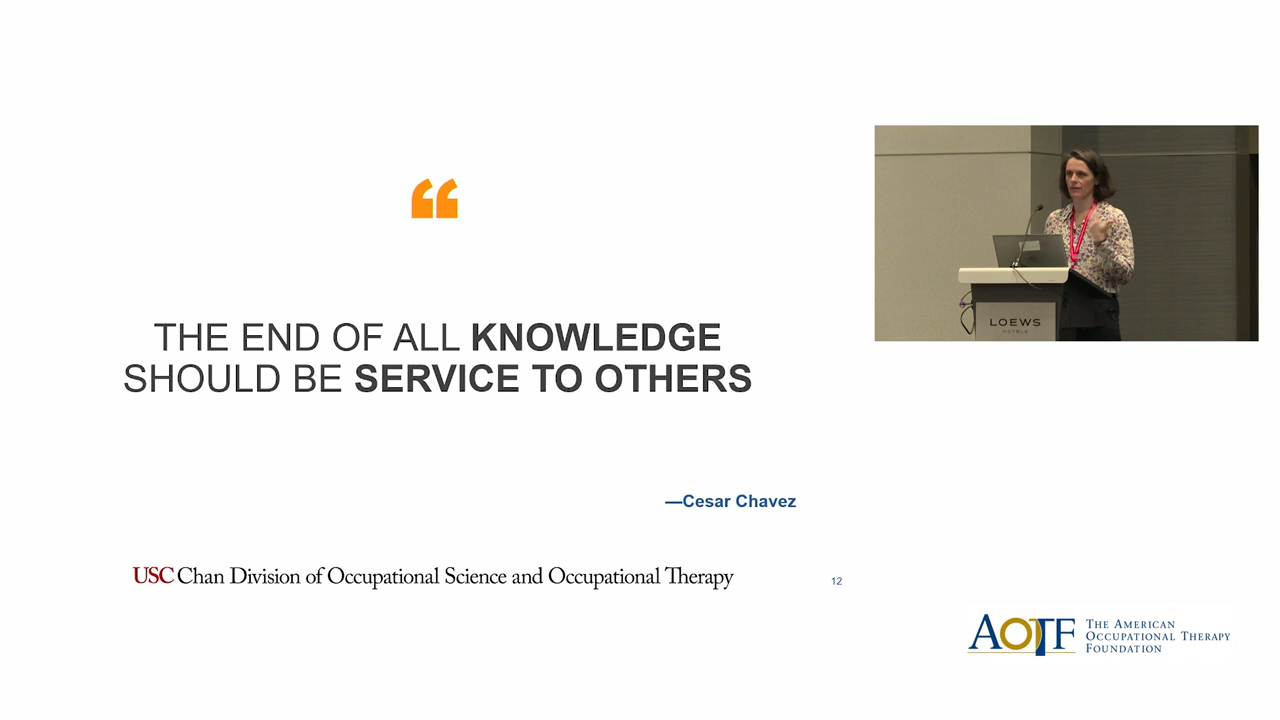 “
THE END OF ALL KNOWLEDGE
SHOULD BE SERVICE TO OTHERS
—Cesar Chavez
USC Chan Division of Occupational Science and Occupational Therapy
12
LOEWS
HOTELS
AOTF
THE AMERICAN
OCCUPATIONAL THERAPY
FOUNDATION